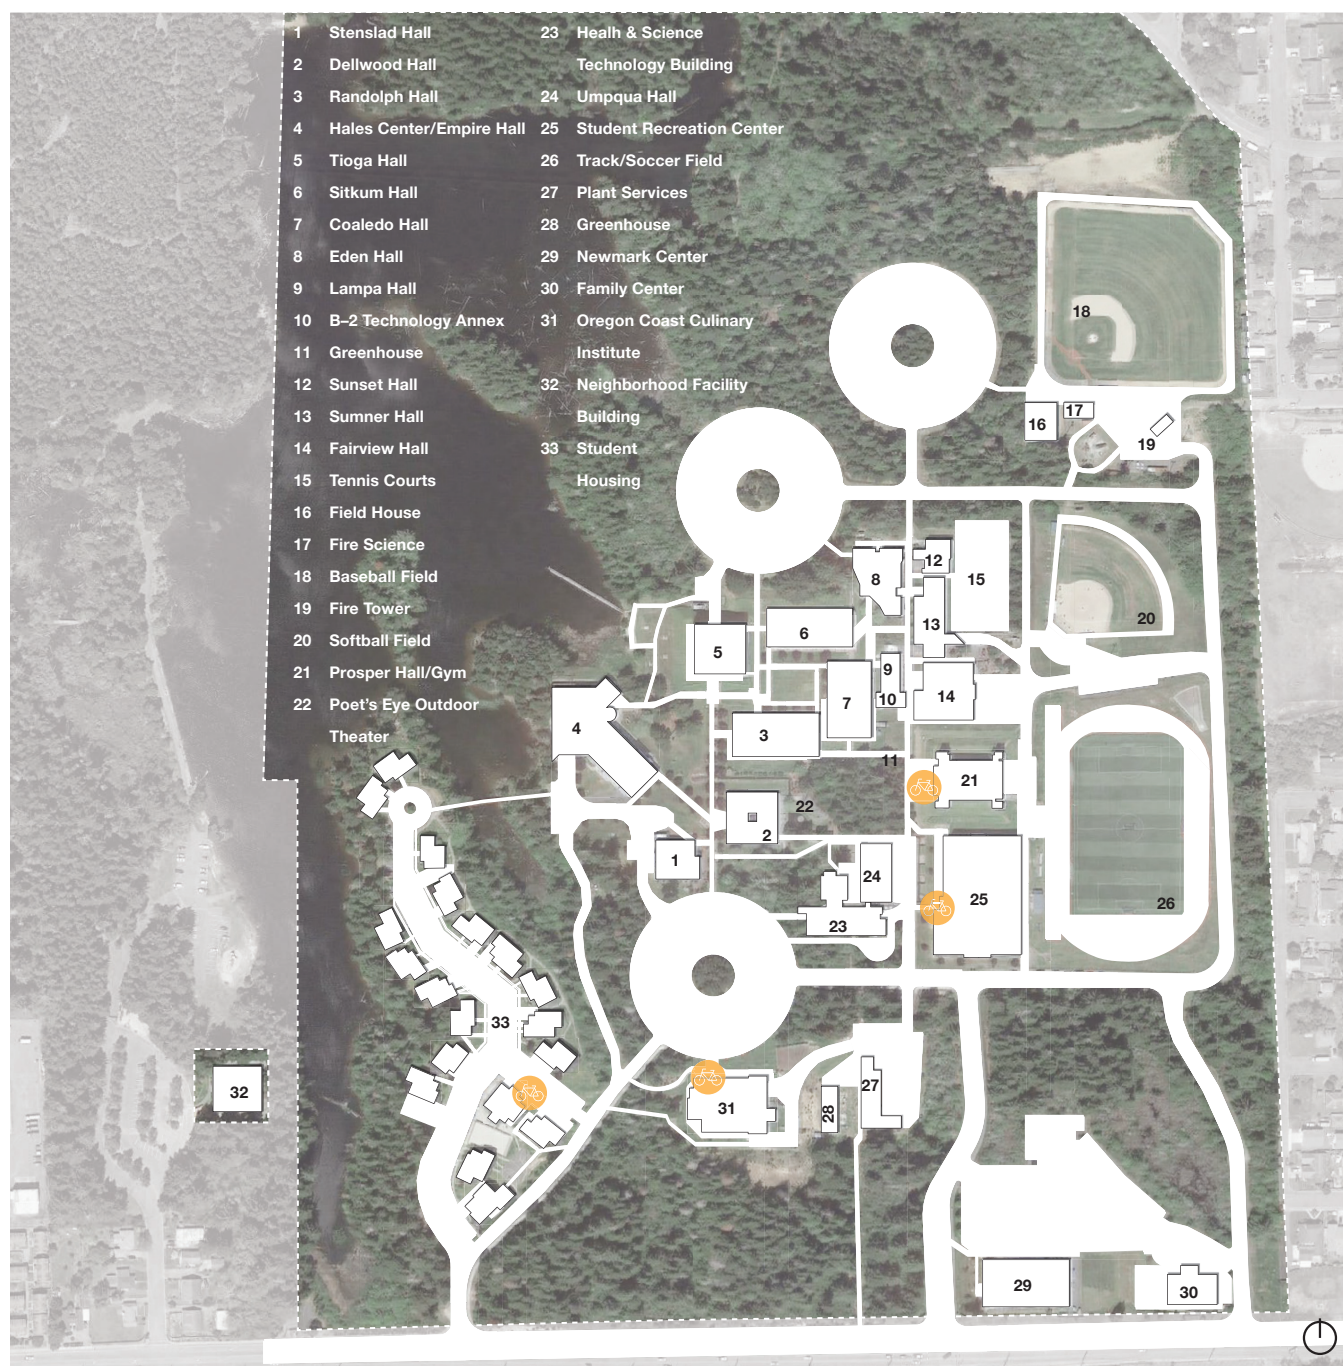 1 Stenslad Hall
2 Dellwood Hall
3 Randolph Hall
4 Hales Center/Empire Hall
5 Tioga Hall
6 Sitkum Hall
7 Coaledo Hall
8 Eden Hall
9 Lampa Hall
10 B–2 Technology Annex
11 Greenhouse
12 Sunset Hall
13 Sumner Hall
14 Fairview Hall
15 Tennis Courts
16 Field House
17 Fire Science
18 Baseball Field
19 Fire Tower
20 Softball Field
21 Prosper Hall/Gym
22 Poet's Eye Outdoor
Theater
23 Healh & Science
Technology Building
24 Umpqua Hall
25 Student Recreation Center
26 Track/Soccer Field
27 Plant Services
28 Greenhouse
29 Newmark Center
30 Family Center
31 Oregon Coast Culinary
Institute
32 Neighborhood Facility
Building
33 Student
Housing
18
17
16
19
12
8
15
20
13
6
5
9
14
10
7
4
3
11
21
22
2
1
24
25
26
23
33
27
32
31
28
29
30